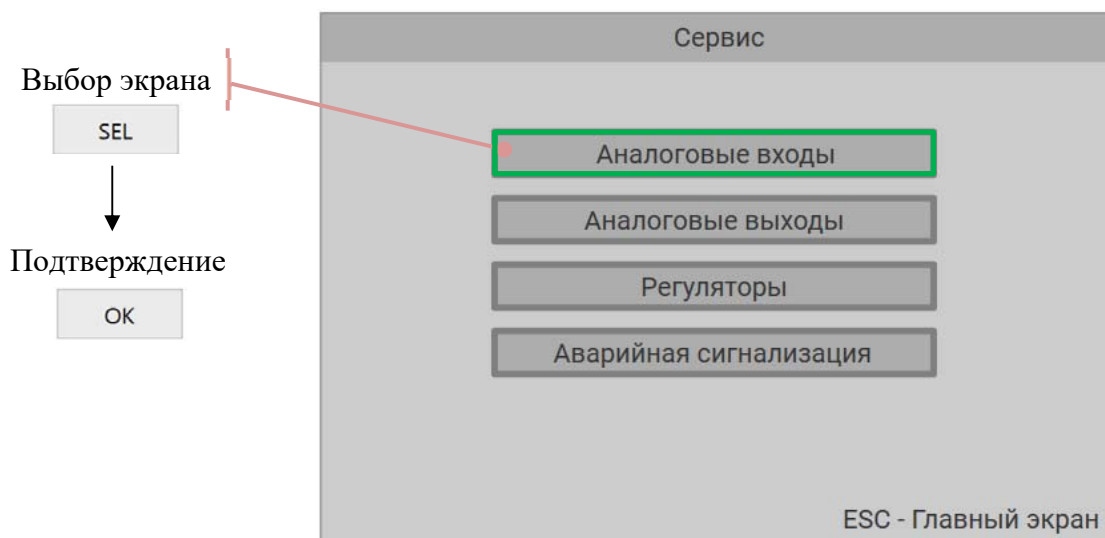 Сервис
Выбор экрана
SEL
Подтверждение
OK
Аналоговые входы
Аналоговые выходы
Регуляторы
Аварийная сигнализация
ESC - Главный экран